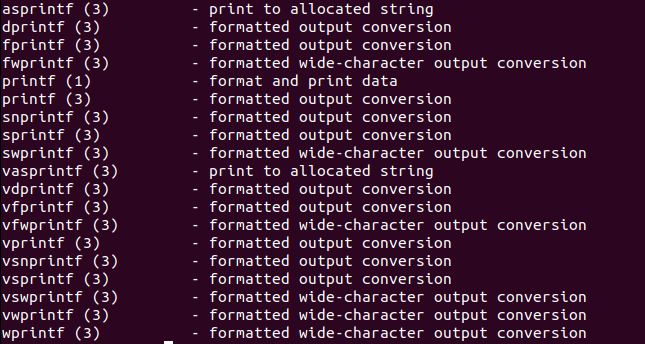 asprintf (3)         - print to allocated string
dprintf (3)          - formatted output conversion
fprintf (3)          - formatted output conversion
fwprintf (3)         - formatted wide-character output conversion
printf (1)           - format and print data
printf (3)           - formatted output conversion
snprintf (3)         - formatted output conversion
sprintf (3)          - formatted output conversion
swprintf (3)         - formatted wide-character output conversion
vasprintf (3)        - print to allocated string
vdprintf (3)         - formatted output conversion
vfprintf (3)         - formatted output conversion
vfwprintf (3)        - formatted wide-character output conversion
vprintf (3)          - formatted output conversion
vsnprintf (3)        - formatted output conversion
vsprintf (3)         - formatted output conversion
vswprintf (3)        - formatted wide-character output conversion
vwprintf (3)         - formatted wide-character output conversion
wprintf (3)          - formatted wide-character output conversion